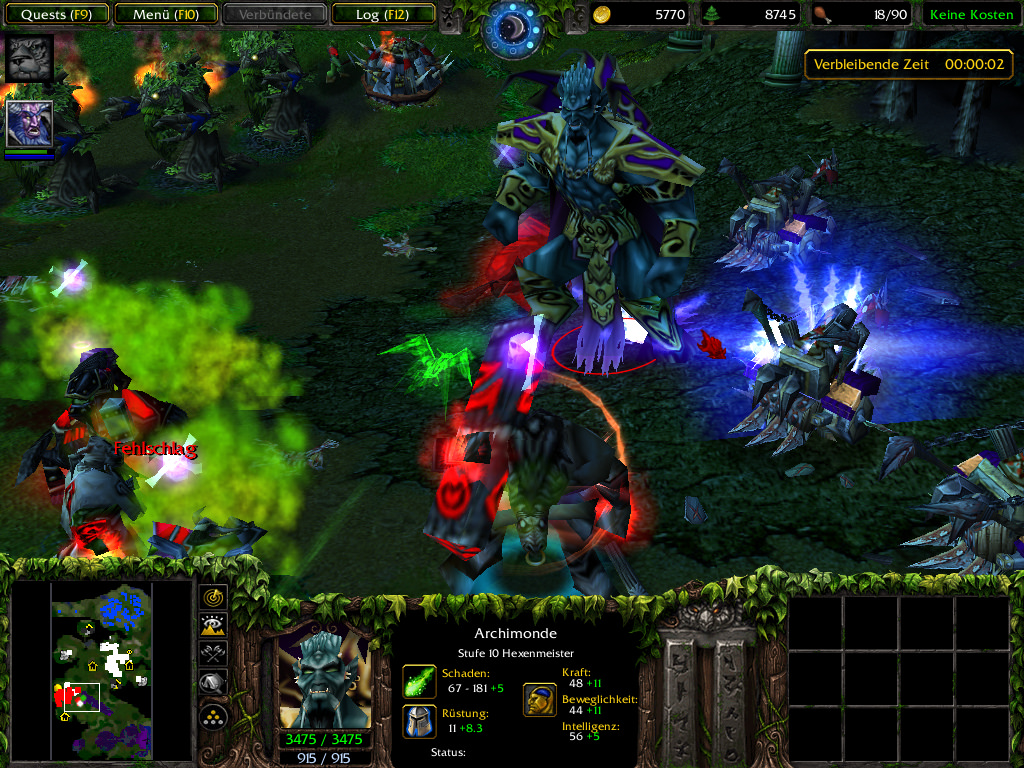 Quests (F9) Menü (F10) Verbündete Log (F12) 5770 8745 18/90 Keine Kosten
Verbleibende Zeit 00:00:02
Fehlschlag
Archimonde
Stufe 10 Hexenmeister
Schaden:
67 - 181 +5
Rüstung:
11 +8.3
Kraft:
48 +11
Beweglichkeit:
44 +11
Intelligenz:
56 +5
Status:
3475 / 3475
915 / 915